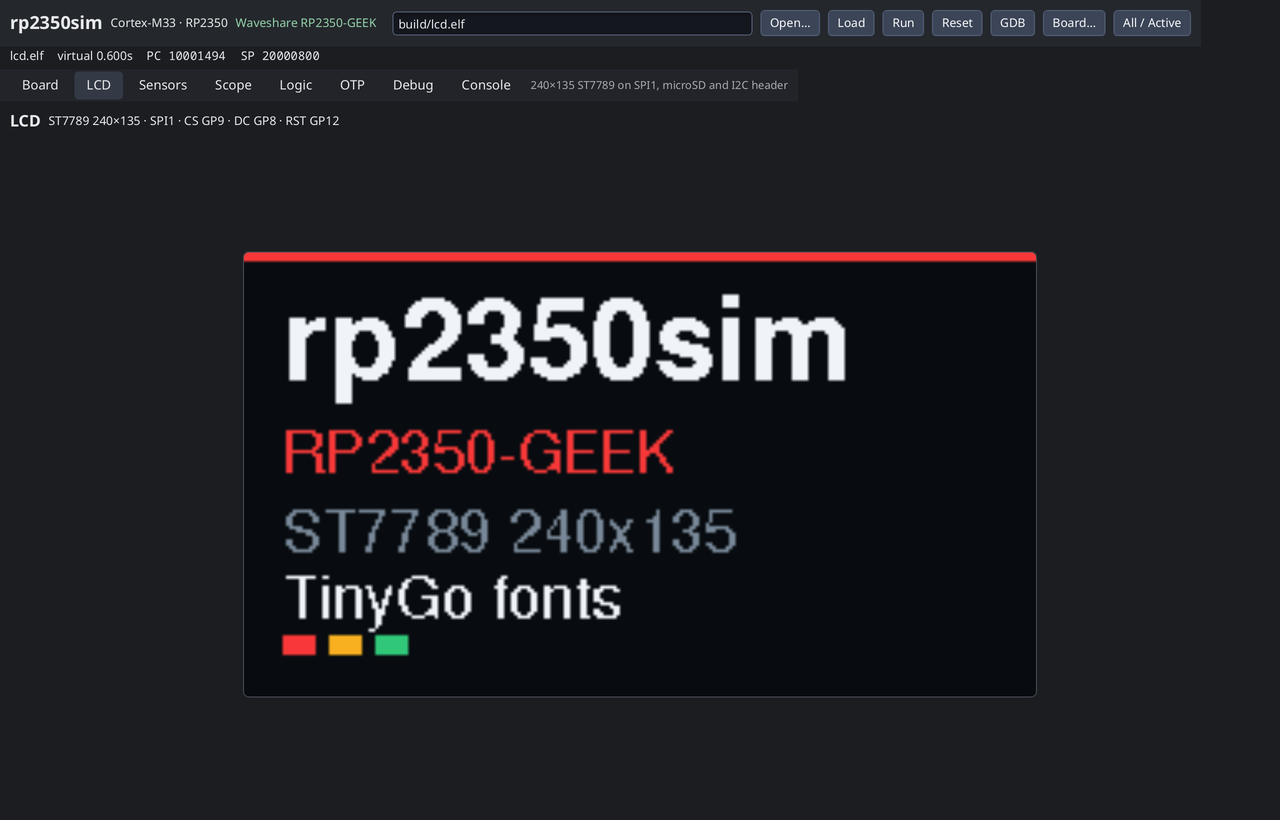 rp2350sim Cortex-M33 · RP2350 Waveshare RP2350-GEEK build/lcd.elf Open... Load Run Reset GDB Board... All / Active
lcd.elf virtual 0.600s PC 10001494 SP 20000800
Board LCD Sensors Scope Logic OTP Debug Console 240×135 ST7789 on SPI1, microSD and I2C header
LCD ST7789 240×135 · SPI1 · CS GP9 · DC GP8 · RST GP12
rp2350sim
RP2350-GEEK
ST7789 240x135
TinyGo fonts